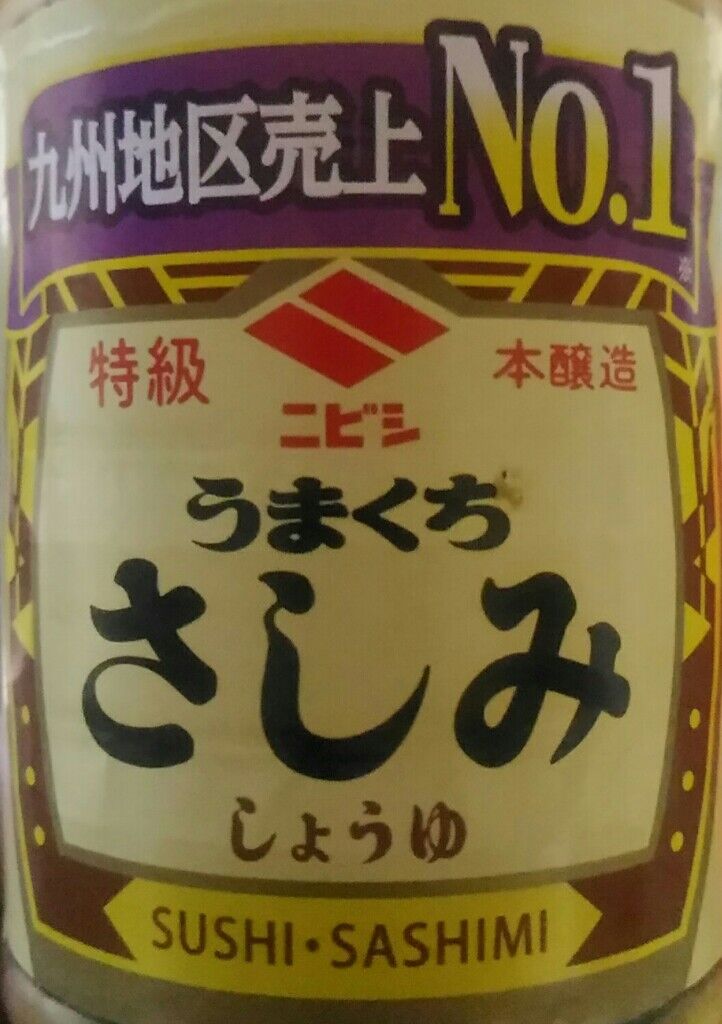 九州地区売上No.1
※
特級
本醸造
ニビシ
うまくち
さしみ
しょうゆ
SUSHI・SASHIMI